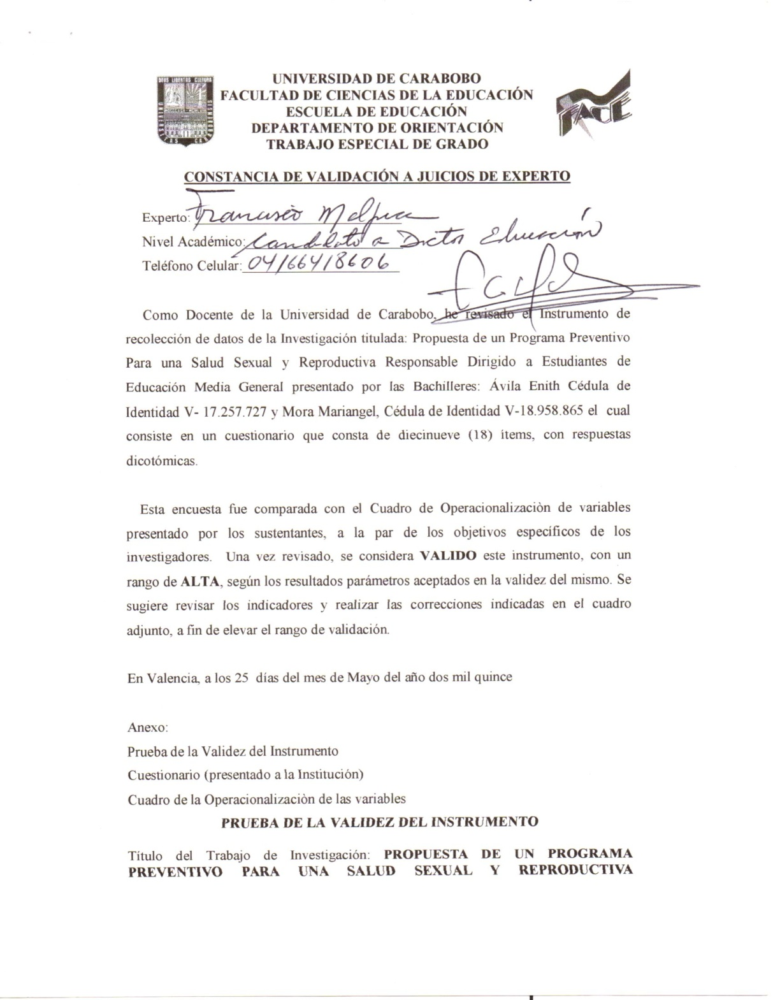 UNIVERSIDAD DE CARABOBO
FACULTAD DE CIENCIAS DE LA EDUCACIÓN
ESCUELA DE EDUCACIÓN
DEPARTAMENTO DE ORIENTACIÓN
TRABAJO ESPECIAL DE GRADO
DEUS LIBERTAS CULTURA
FACE
CONSTANCIA DE VALIDACIÓN A JUICIOS DE EXPERTO
Experto: Francisco Malpica
Nivel Académico: Candidato a Doctor Educación
Teléfono Celular: 04166418606
Como Docente de la Universidad de Carabobo, he revisado el Instrumento de
recolección de datos de la Investigación titulada: Propuesta de un Programa Preventivo
Para una Salud Sexual y Reproductiva Responsable Dirigido a Estudiantes de
Educación Media General presentado por las Bachilleres: Ávila Enith Cédula de
Identidad V- 17.257.727 y Mora Mariangel, Cédula de Identidad V-18.958.865 el cual
consiste en un cuestionario que consta de diecinueve (18) ítems, con respuestas
dicotómicas.
Esta encuesta fue comparada con el Cuadro de Operacionalizaciòn de variables
presentado por los sustentantes, a la par de los objetivos específicos de los
investigadores. Una vez revisado, se considera VALIDO este instrumento, con un
rango de ALTA, según los resultados parámetros aceptados en la validez del mismo. Se
sugiere revisar los indicadores y realizar las correcciones indicadas en el cuadro
adjunto, a fin de elevar el rango de validación.
En Valencia, a los 25 días del mes de Mayo del año dos mil quince
Anexo:
Prueba de la Validez del Instrumento
Cuestionario (presentado a la Institución)
Cuadro de la Operacionalizaciòn de las variables
PRUEBA DE LA VALIDEZ DEL INSTRUMENTO
Título del Trabajo de Investigación: PROPUESTA DE UN PROGRAMA
PREVENTIVO PARA UNA SALUD SEXUAL Y REPRODUCTIVA